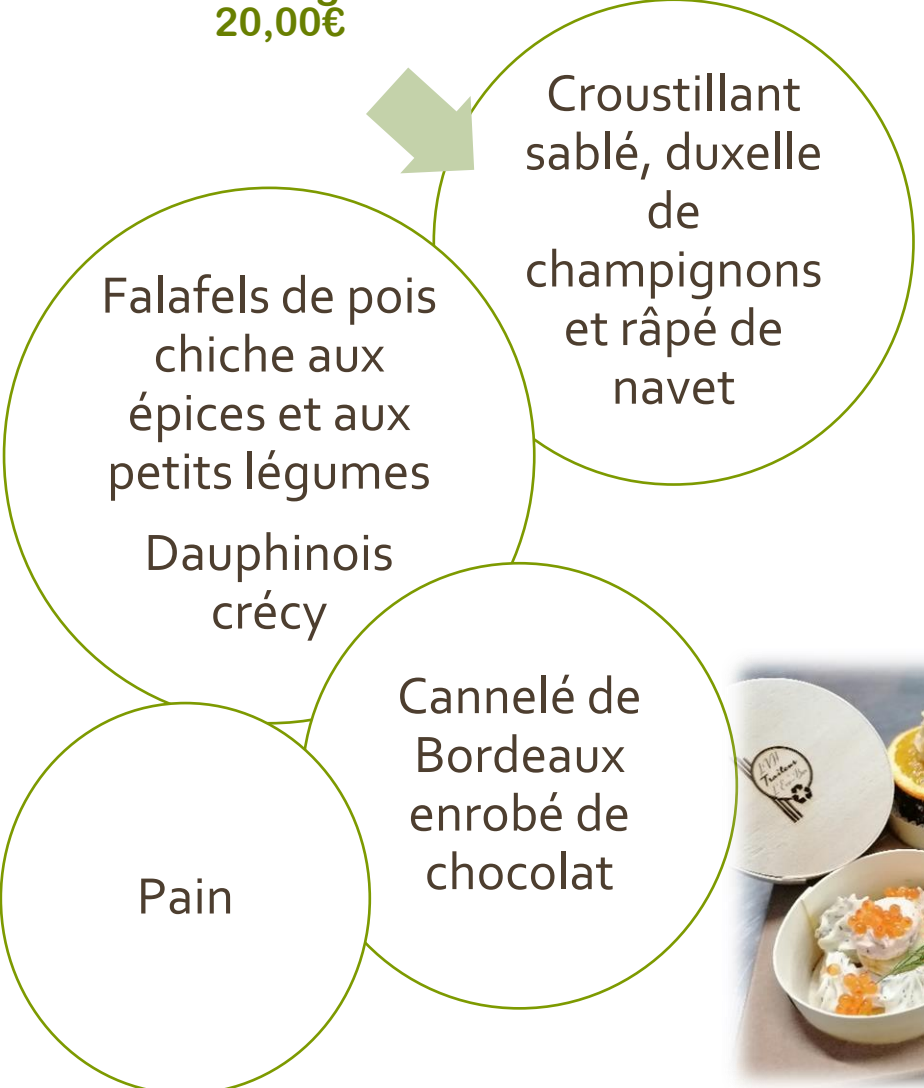 20,00€
Croustillant
sablé, duxelle
de
champignons
et râpé de
navet
Falafels de pois
chiche aux
épices et aux
petits légumes
Dauphinois
crécy
Cannelé de
Bordeaux
enrobé de
chocolat
Pain
Traiteur